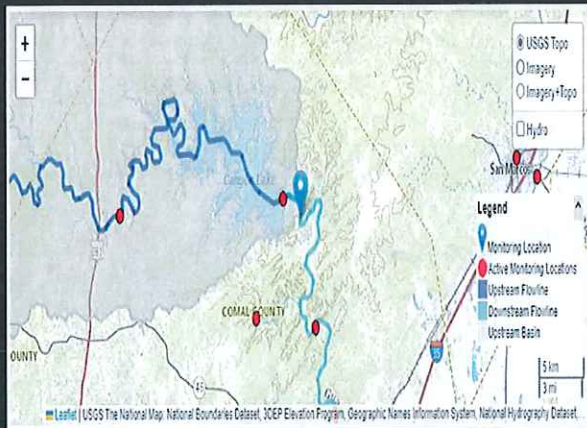 +
USGS Topo
Imagery
−
Imagery+Topo
Hydro
San Marcos
Canyon Lake
Legend
Monitoring Location
Active Monitoring Locations
Upstream Flowline
COMAL COUNTY
Downstream Flowline
Upstream Basin
OUNTY
35
46
5 km
3 mi
Leaflet | USGS The National Map: National Boundaries Dataset, 3DEP Elevation Program, Geographic Names Information System, National Hydrography Dataset,